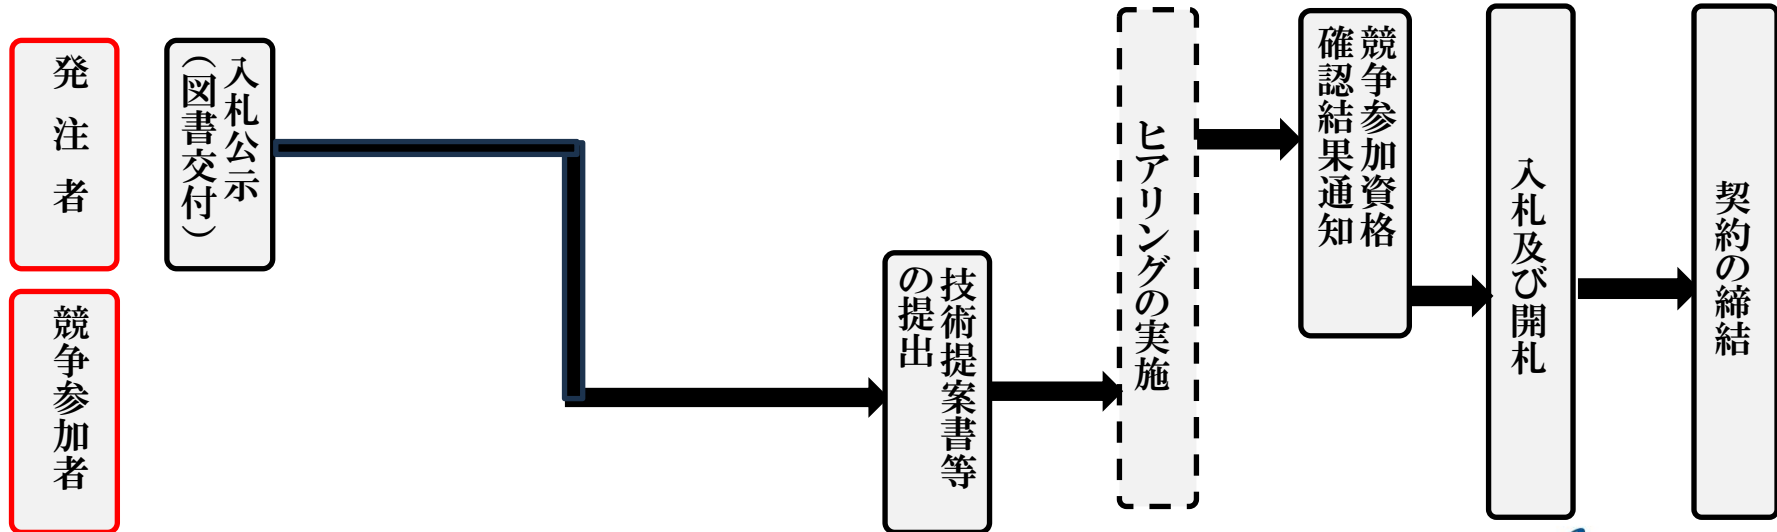 発注者
競争参加者
入札公示
（図書交付）
技術提案書等
の提出
ヒアリングの実施
競争参加資格
確認結果通知
入札及び開札
契約の締結